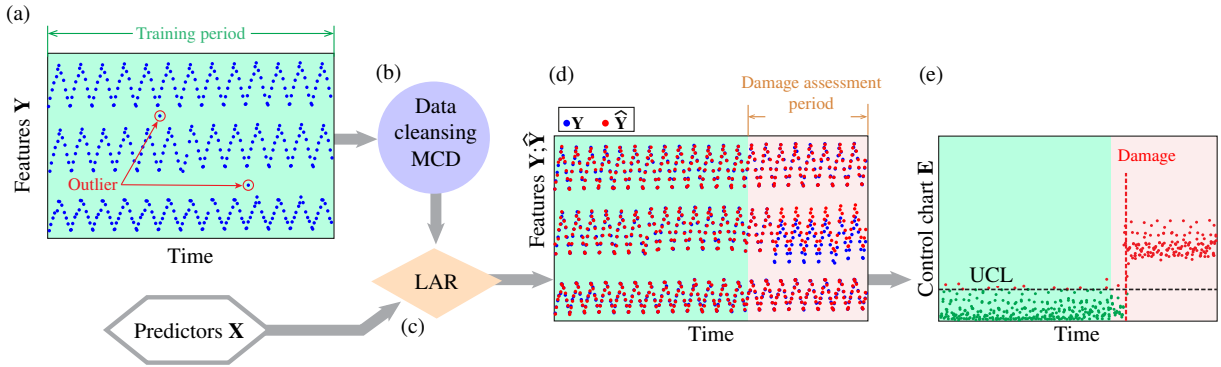 (a)
Training period
Features Y
Outlier
Time
(b)
Data
cleansing
MCD
LAR
(c)
Predictors X
(d)
Damage assessment
period
Y Ŷ
Features Y;Ŷ
Time
(e)
Damage
Control chart E
UCL
Time